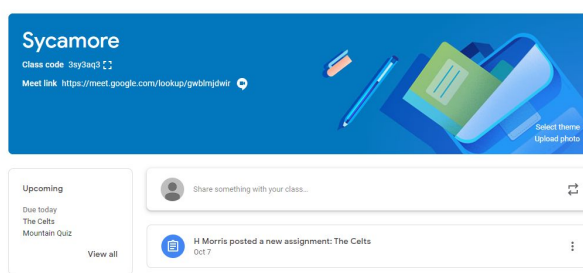 Sycamore
Class code 3sy3aq3
Meet link https://meet.google.com/lookup/gwblmjdwir
Select theme
Upload photo
Upcoming
Due today
The Celts
Mountain Quiz
View all
Share something with your class...
H Morris posted a new assignment: The Celts
Oct 7